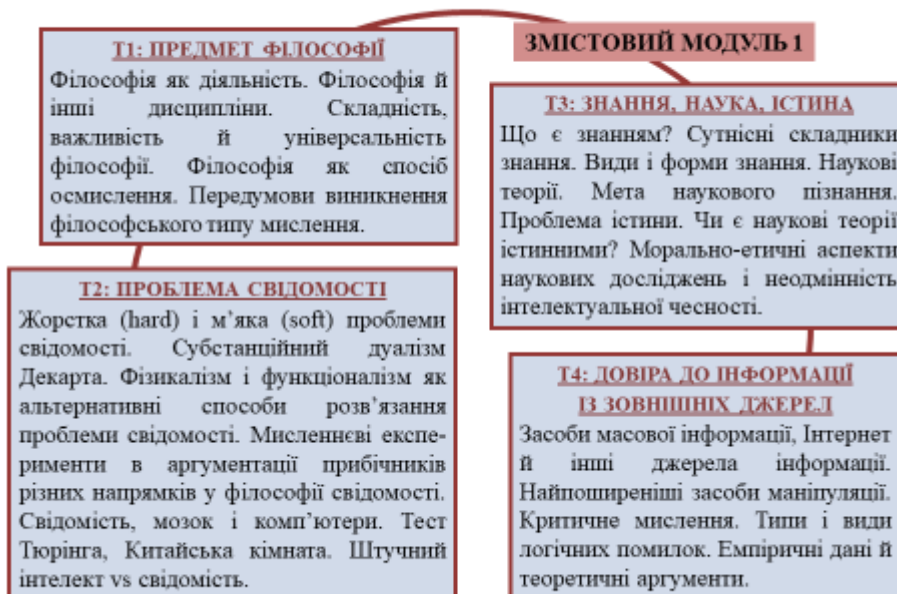 ЗМІСТОВИЙ МОДУЛЬ 1
Т1: ПРЕДМЕТ ФІЛОСОФІЇ
Філософія як діяльність. Філософія й
інші дисципліни. Складність,
важливість й універсальність
філософії. Філософія як спосіб
осмислення. Передумови виникнення
філософського типу мислення.
Т2: ПРОБЛЕМА СВІДОМОСТІ
Жорстка (hard) і м’яка (soft) проблеми
свідомості. Субстанційний дуалізм
Декарта. Фізикалізм і функціоналізм як
альтернативні способи розв’язання
проблеми свідомості. Мисленнєві експе-
рименти в аргументації прибічників
різних напрямків у філософії свідомості.
Свідомість, мозок і комп’ютери. Тест
Тюрінга, Китайська кімната. Штучний
інтелект vs свідомість.
Т3: ЗНАННЯ, НАУКА, ІСТИНА
Що є знанням? Сутнісні складники
знання. Види і форми знання. Наукові
теорії. Мета наукового пізнання.
Проблема істини. Чи є наукові теорії
істинними? Морально-етичні аспекти
наукових досліджень і неодмінність
інтелектуальної чесності.
Т4: ДОВІРА ДО ІНФОРМАЦІЇ
ІЗ ЗОВНІШНІХ ДЖЕРЕЛ
Засоби масової інформації, Інтернет
й інші джерела інформації.
Найпоширеніші засоби маніпуляції.
Критичне мислення. Типи і види
логічних помилок. Емпіричні дані й
теоретичні аргументи.